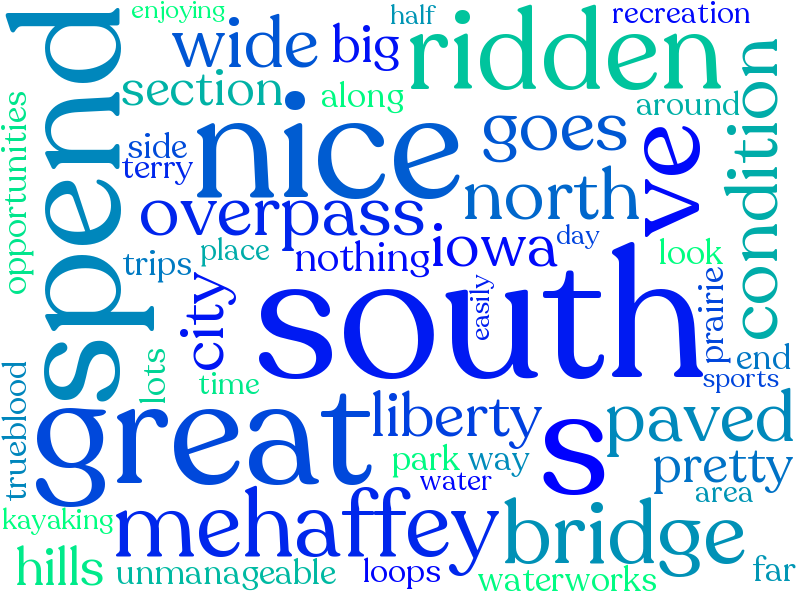 enjoying
half
recreation
wide
big
ridden
section
along
around
opportunities
spend
nice
goes
ve
condition
side
terry
north
overpass
iowa
day
trips
place
nothing
look
city
easily
south
prairie
end
sports
lots
time
trueblood
great
liberty
s
paved
park
way
pretty
water
area
kayaking
mehaffey
bridge
hills
unmanageable
loops
waterworks
far